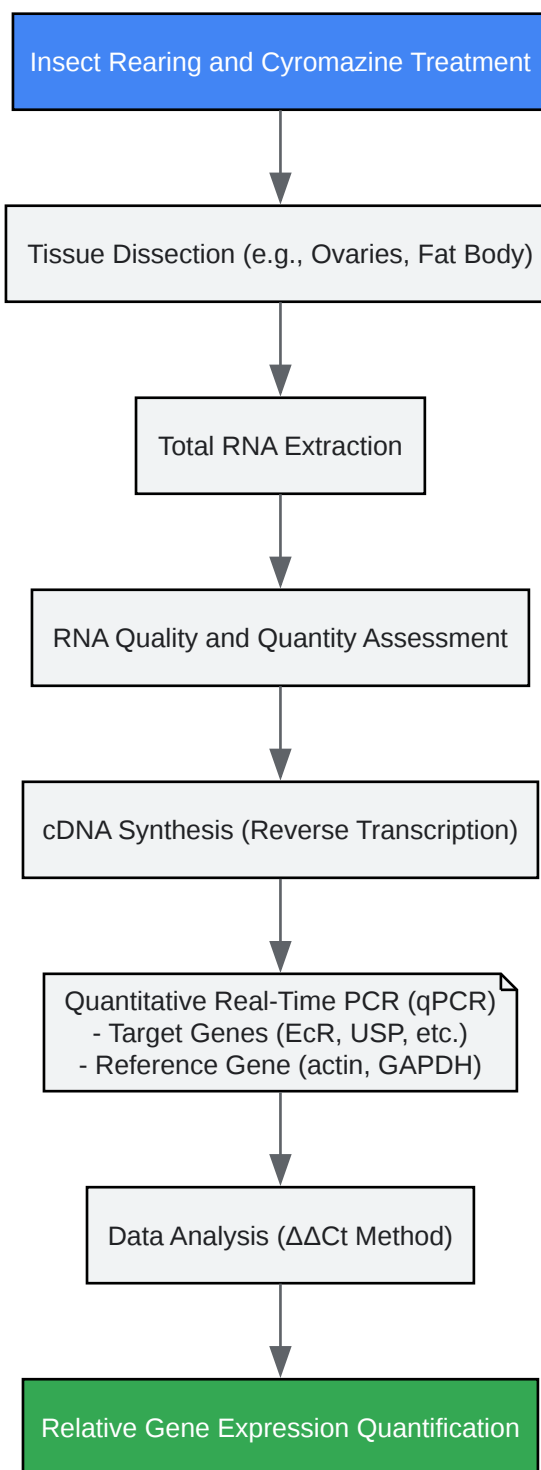 Insect Rearing and Cyromazine Treatment
Tissue Dissection (e.g., Ovaries, Fat Body)
Total RNA Extraction
RNA Quality and Quantity Assessment
cDNA Synthesis (Reverse Transcription)
Quantitative Real-Time PCR (qPCR)
- Target Genes (EcR, USP, etc.)
- Reference Gene (actin, GAPDH)
Data Analysis (ΔΔCt Method)
Relative Gene Expression Quantification